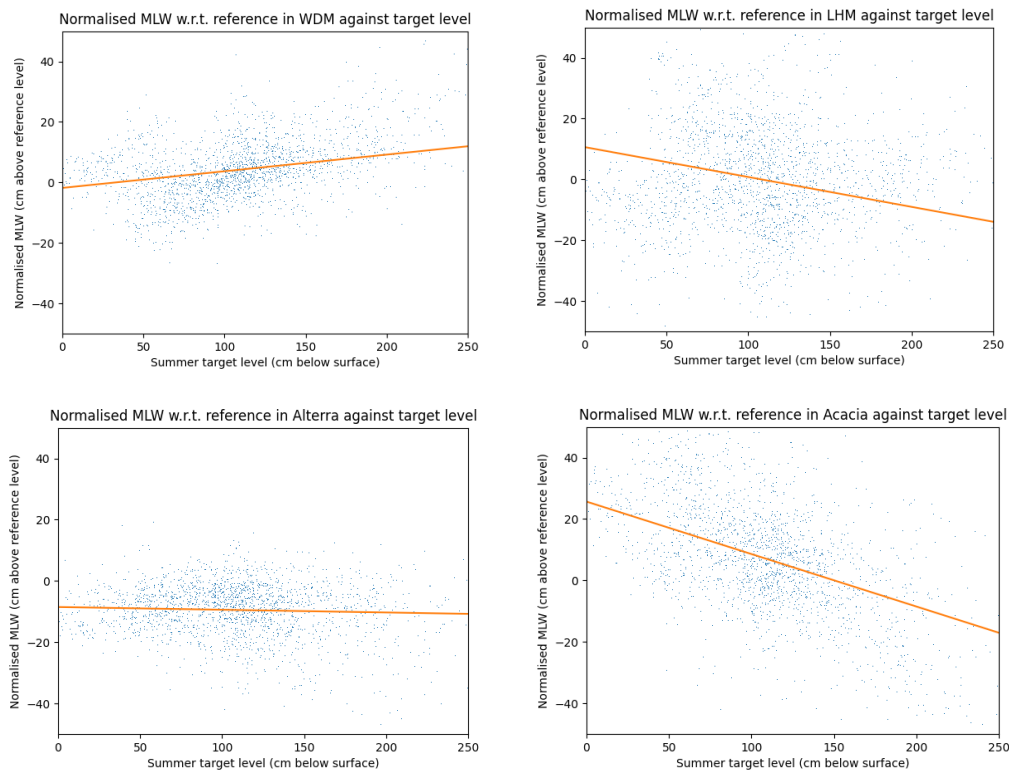 Normalised MLW w.r.t. reference in WDM against target level
Normalised MLW (cm above reference level)
40
20
0
−20
−40
0 50 100 150 200 250
Summer target level (cm below surface)
Normalised MLW w.r.t. reference in LHM against target level
Normalised MLW (cm above reference level)
40
20
0
−20
−40
0 50 100 150 200 250
Summer target level (cm below surface)
Normalised MLW w.r.t. reference in Alterra against target level
Normalised MLW (cm above reference level)
40
20
0
−20
−40
0 50 100 150 200 250
Summer target level (cm below surface)
Normalised MLW w.r.t. reference in Acacia against target level
Normalised MLW (cm above reference level)
40
20
0
−20
−40
0 50 100 150 200 250
Summer target level (cm below surface)